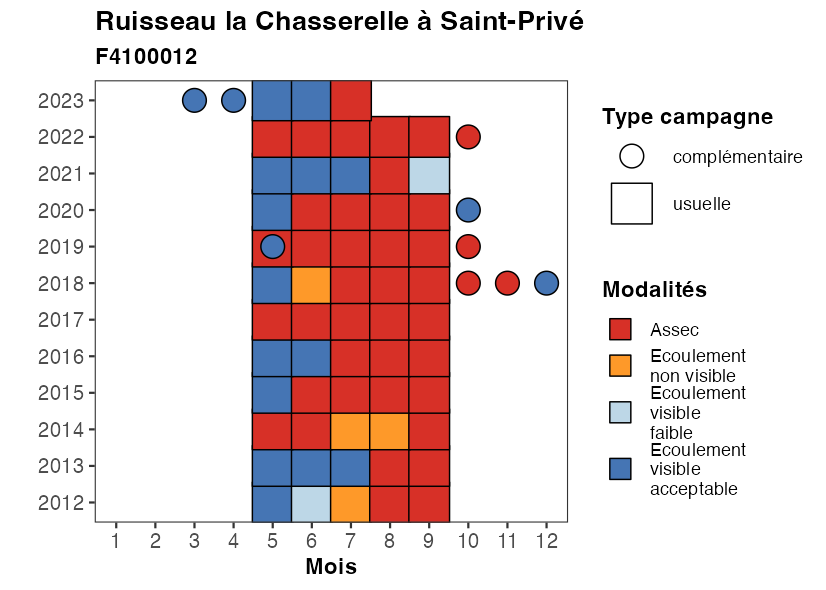 Ruisseau la Chasserelle à Saint-Privé
F4100012
2023
2022
2021
2020
2019
2018
2017
2016
2015
2014
2013
2012
1 2 3 4 5 6 7 8 9 10 11 12
Mois
Type campagne
complémentaire
usuelle
Modalités
Assec
Ecoulement
non visible
Ecoulement
visible
faible
Ecoulement
visible
acceptable